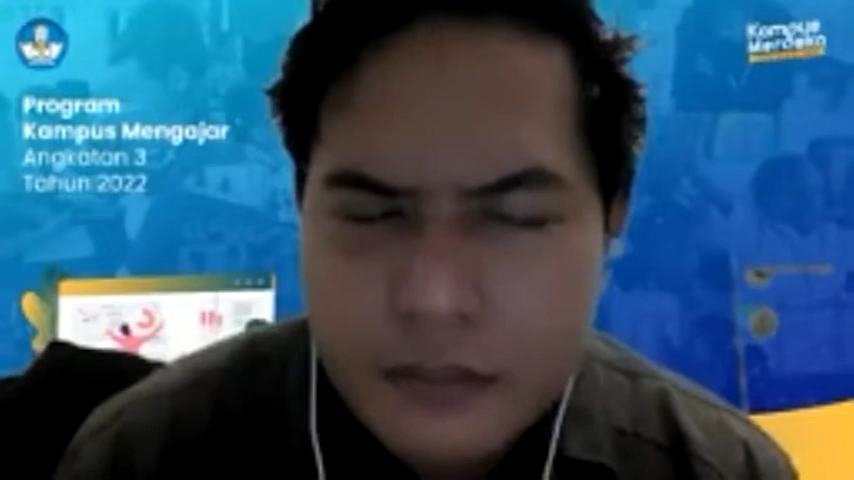 Program
Kampus Mengajar
Angkatan 3
Tahun 2022
Kampus
Merdeka